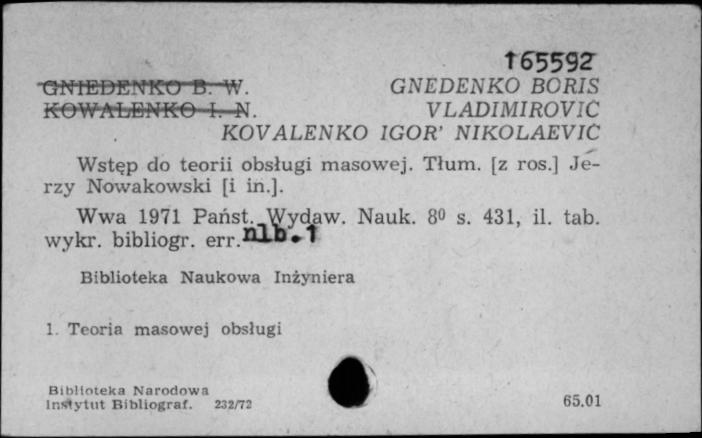 165592
GNIEDENKO B. W. GNEDENKO BORIS
KOWALENKO I. N. VLADIMIROVIČ
KOVALENKO IGOR' NIKOLAEVIČ
Wstęp do teorii obsługi masowej. Tłum. [z ros.] Je-
rzy Nowakowski [i in.].
Wwa 1971 Państ. Wydaw. Nauk. 8⁰ s. 431, il. tab.
wykr. bibliogr. err. nlb. 1
Biblioteka Naukowa Inżyniera
1. Teoria masowej obsługi
Biblioteka Narodowa
Instytut Bibliograf. 232/72 65.01